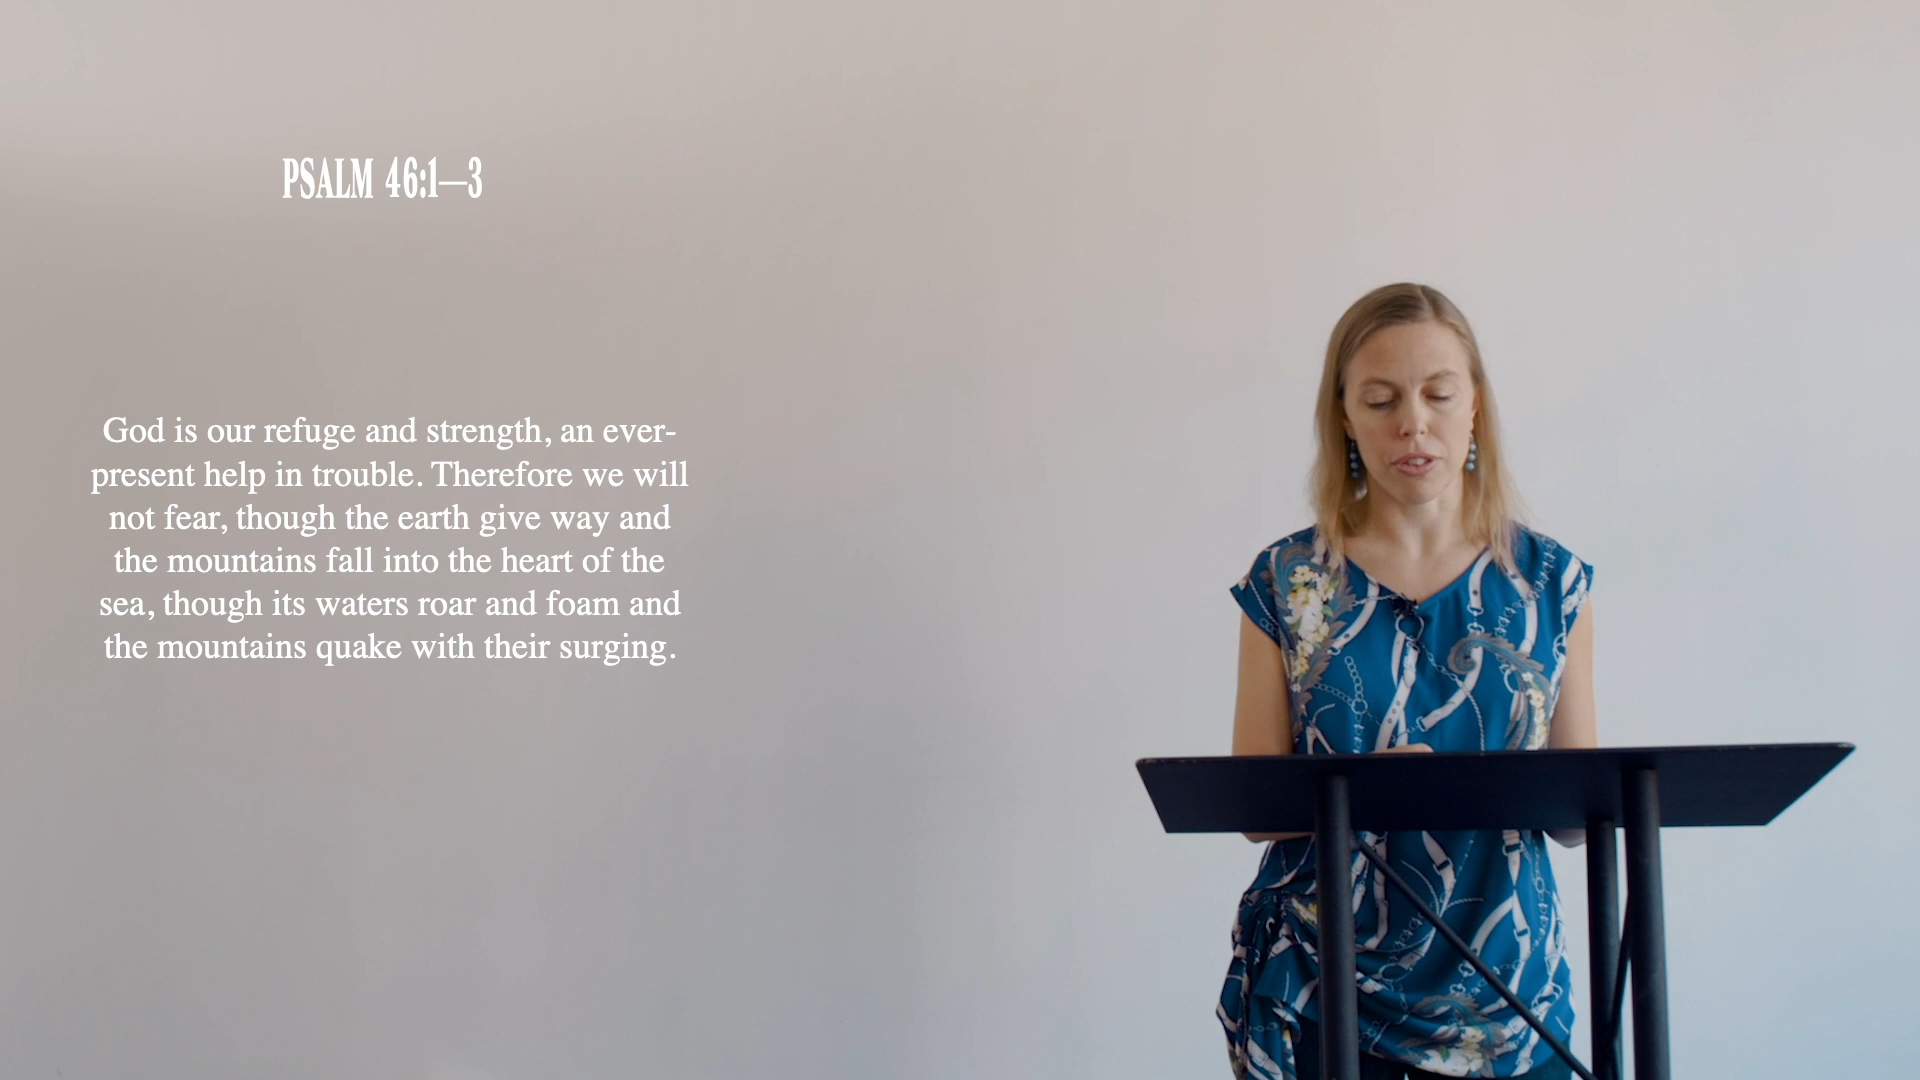 PSALM 46:1—3
God is our refuge and strength, an ever-
present help in trouble. Therefore we will
not fear, though the earth give way and
the mountains fall into the heart of the
sea, though its waters roar and foam and
the mountains quake with their surging.